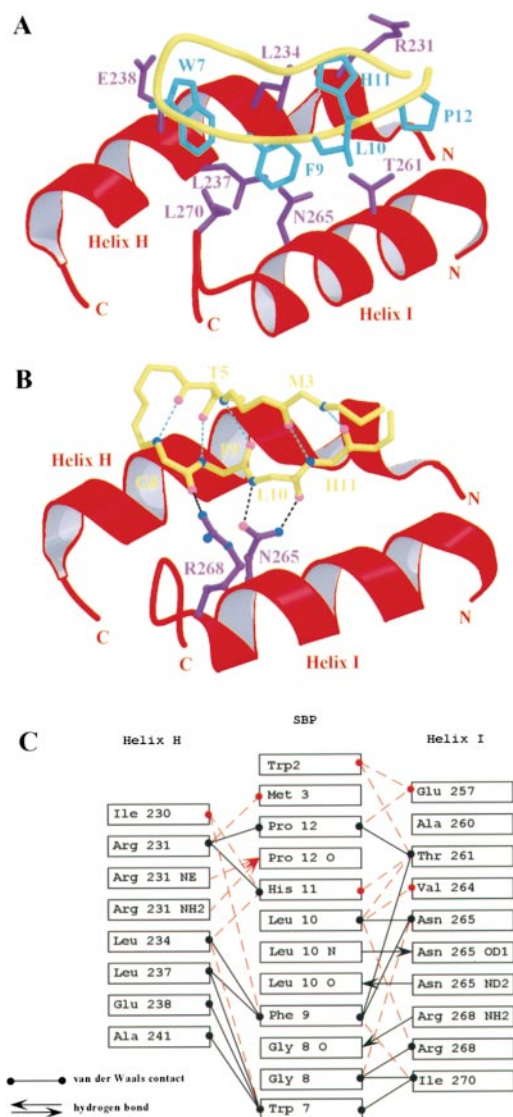 A
L234
R231
W7
E238
H11
P12
L10
N
F9
L237
T261
L270
N265
Helix H
N
C
C
Helix I
B
T5
M3
Helix H
F9
G8
L10
H11
N
R268
N265
N
C
C
Helix I
C
SBP
Helix H
Helix I
Trp2
Met 3
Glu 257
Ile 230
Pro 12
Ala 260
Arg 231
Pro 12 O
Thr 261
Arg 231 NE
His 11
Val 264
Arg 231 NH2
Leu 10
Asn 265
Leu 234
Leu 10 N
Asn 265 OD1
Leu 237
Leu 10 O
Asn 265 ND2
Glu 238
Phe 9
Arg 268 NH2
Ala 241
Gly 8 O
Arg 268
Gly 8
Ile 270
Trp 7
van der Waals contact
hydrogen bond